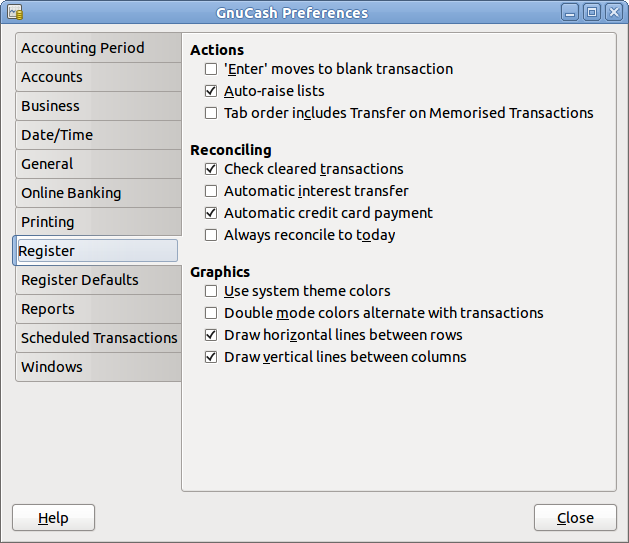 GnuCash Preferences
Accounting Period
Accounts
Business
Date/Time
General
Online Banking
Printing
Register
Register Defaults
Reports
Scheduled Transactions
Windows
Actions
'Enter' moves to blank transaction
Auto-raise lists
Tab order includes Transfer on Memorised Transactions
Reconciling
Check cleared transactions
Automatic interest transfer
Automatic credit card payment
Always reconcile to today
Graphics
Use system theme colors
Double mode colors alternate with transactions
Draw horizontal lines between rows
Draw vertical lines between columns
Help
Close